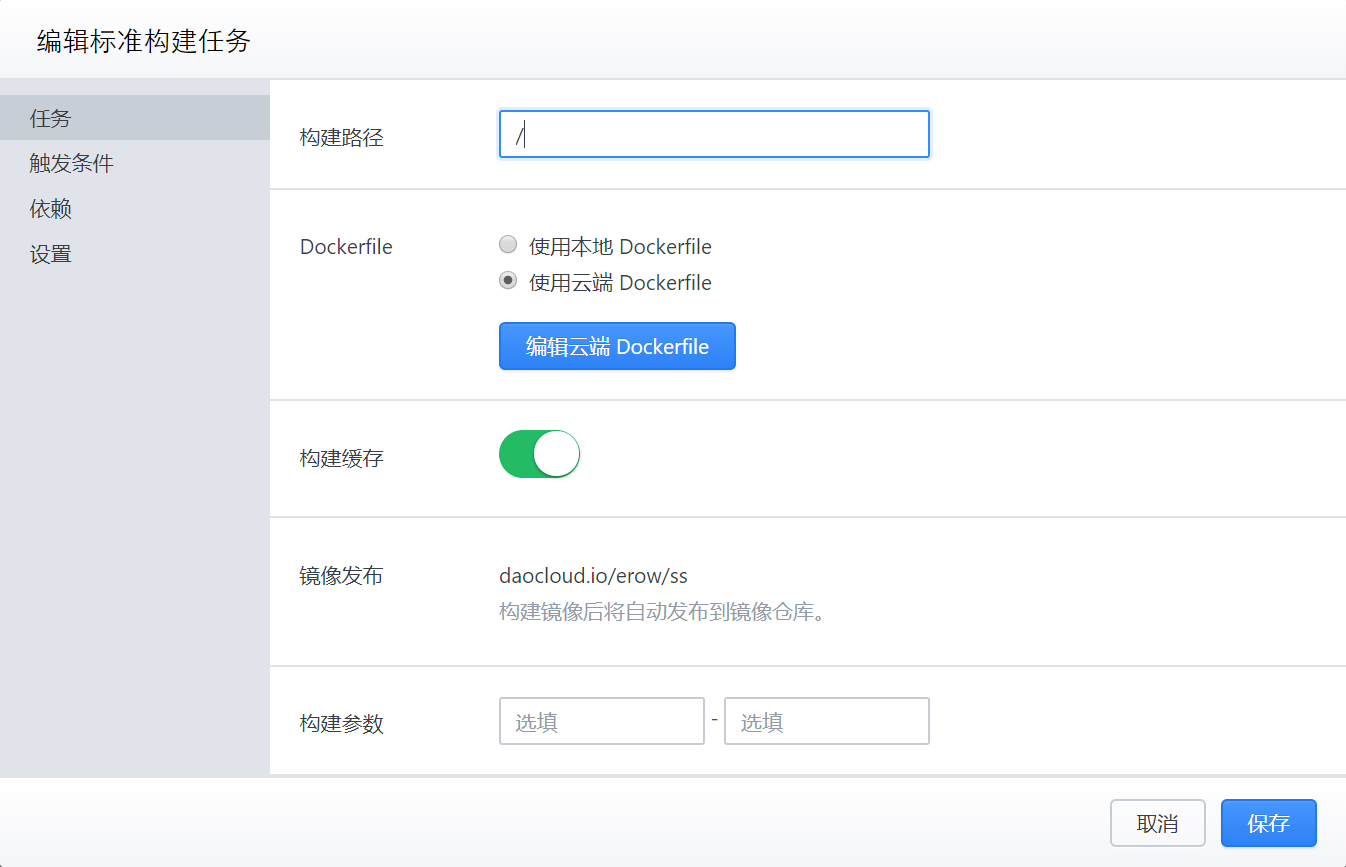 编辑标准构建任务
任务
触发条件
依赖
设置
构建路径
/
Dockerfile
使用本地 Dockerfile
使用云端 Dockerfile
编辑云端 Dockerfile
构建缓存
镜像发布
daocloud.io/erow/ss
构建镜像后将自动发布到镜像仓库。
构建参数
选填 - 选填
取消 保存